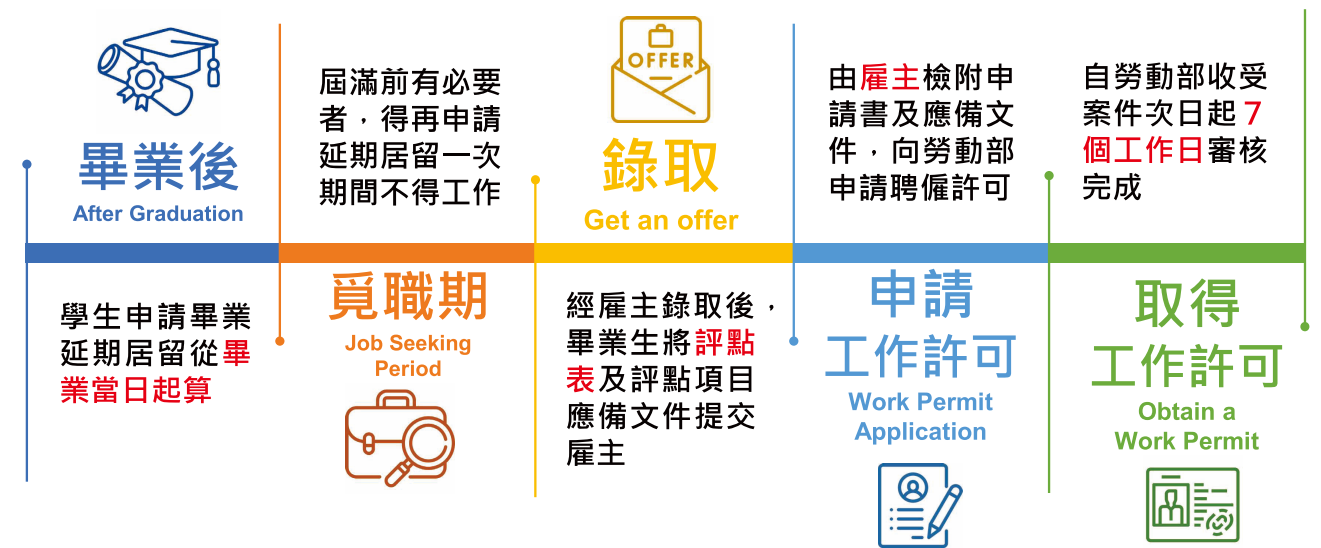 畢業後
After Graduation
學生申請畢業
延期居留從畢
業當日起算
屆滿前有必要
者，得再申請
延期居留一次
期間不得工作
覓職期
Job Seeking
Period
OFFER
錄取
Get an offer
經雇主錄取後，
畢業生將評點
表及評點項目
應備文件提交
雇主
由雇主檢附申
請書及應備文
件，向勞動部
申請聘僱許可
申請
工作許可
Work Permit
Application
自勞動部收受
案件次日起7
個工作日審核
完成
取得
工作許可
Obtain a
Work Permit